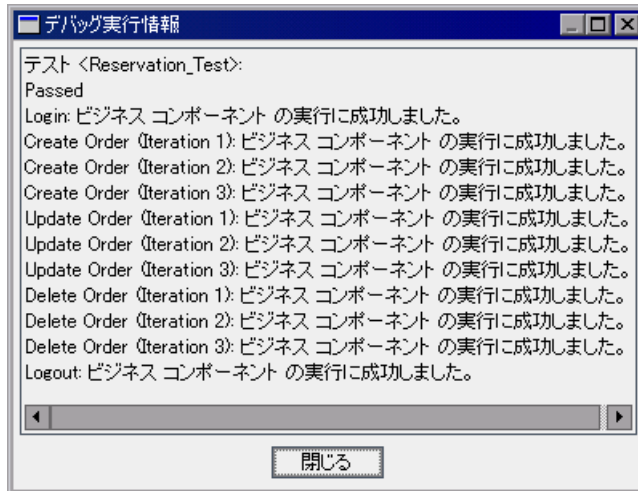 デバッグ実行情報
テスト <Reservation_Test>:
Passed
Login: ビジネス コンポーネント の実行に成功しました。
Create Order (Iteration 1): ビジネス コンポーネント の実行に成功しました。
Create Order (Iteration 2): ビジネス コンポーネント の実行に成功しました。
Create Order (Iteration 3): ビジネス コンポーネント の実行に成功しました。
Update Order (Iteration 1): ビジネス コンポーネント の実行に成功しました。
Update Order (Iteration 2): ビジネス コンポーネント の実行に成功しました。
Update Order (Iteration 3): ビジネス コンポーネント の実行に成功しました。
Delete Order (Iteration 1): ビジネス コンポーネント の実行に成功しました。
Delete Order (Iteration 2): ビジネス コンポーネント の実行に成功しました。
Delete Order (Iteration 3): ビジネス コンポーネント の実行に成功しました。
Logout: ビジネス コンポーネント の実行に成功しました。
閉じる